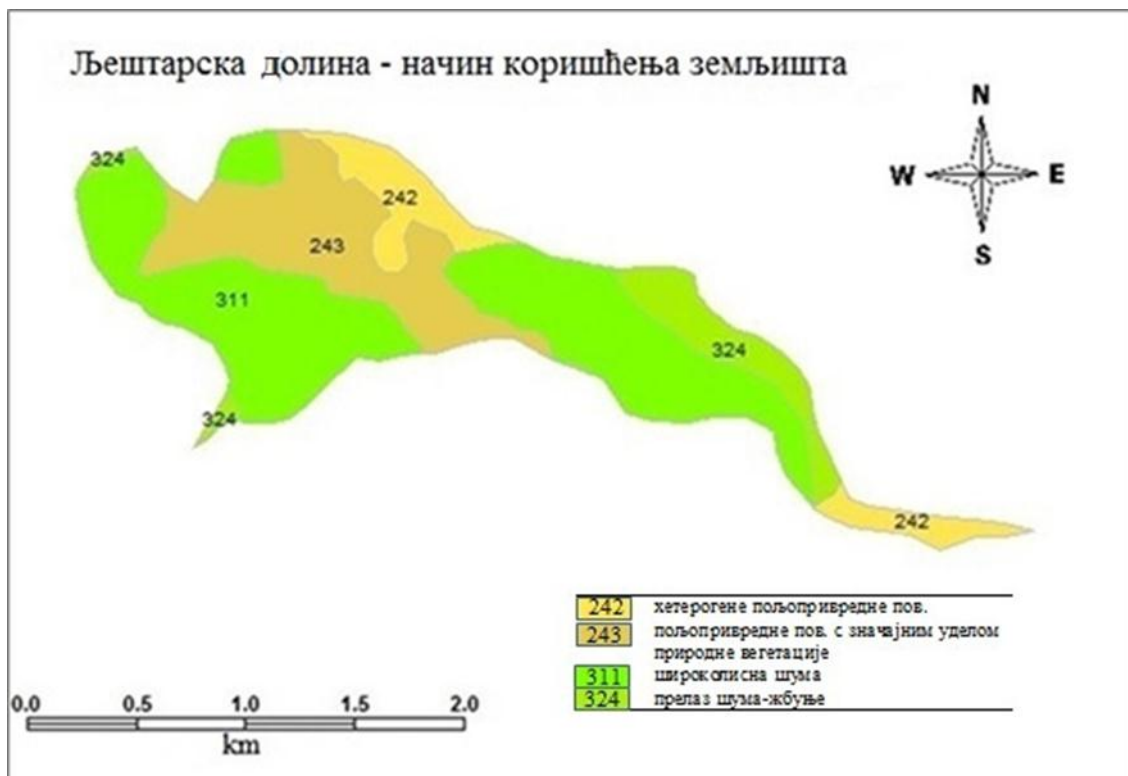 Љештарска долина - начин коришћења земљишта
N
W E
S
324
242
243
311
324
324
242
242 хетерогене пољопривредне пов.
243 пољопривредне пов. с значајним уделом
природне вегетације
311 широколисна шума
324 прелаз шума-жбуње
0.0 0.5 1.0 1.5 2.0
km